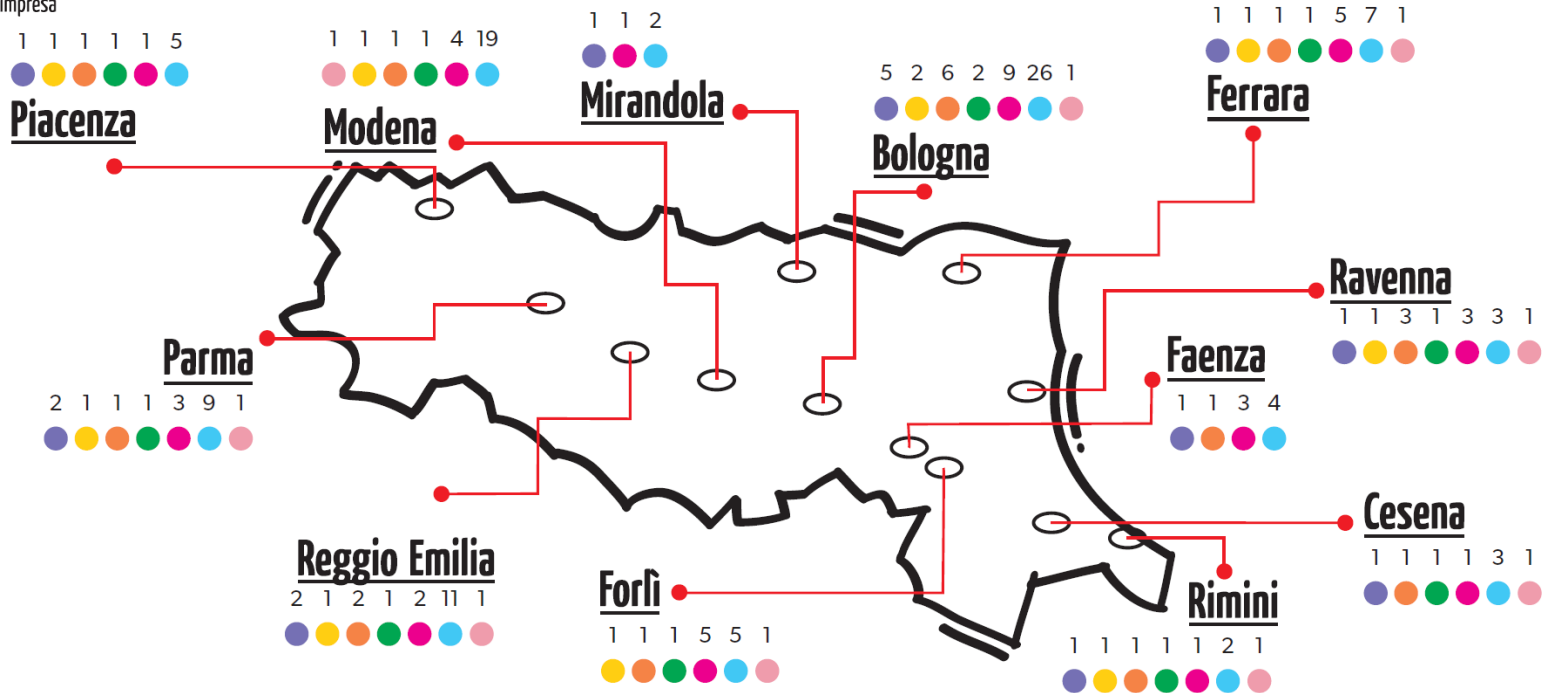 impresa
1 1 1 1 1 5
Piacenza
1 1 1 1 4 19
Modena
1 1 2
Mirandola
5 2 6 2 9 26 1
Bologna
1 1 1 1 5 7 1
Ferrara
Ravenna
1 1 3 1 3 3 1
Parma
2 1 1 1 3 9 1
Faenza
1 1 3 4
Reggio Emilia
2 1 2 1 2 11 1
Forlì
1 1 1 5 5 1
Cesena
1 1 1 1 3 1
Rimini
1 1 1 1 1 2 1